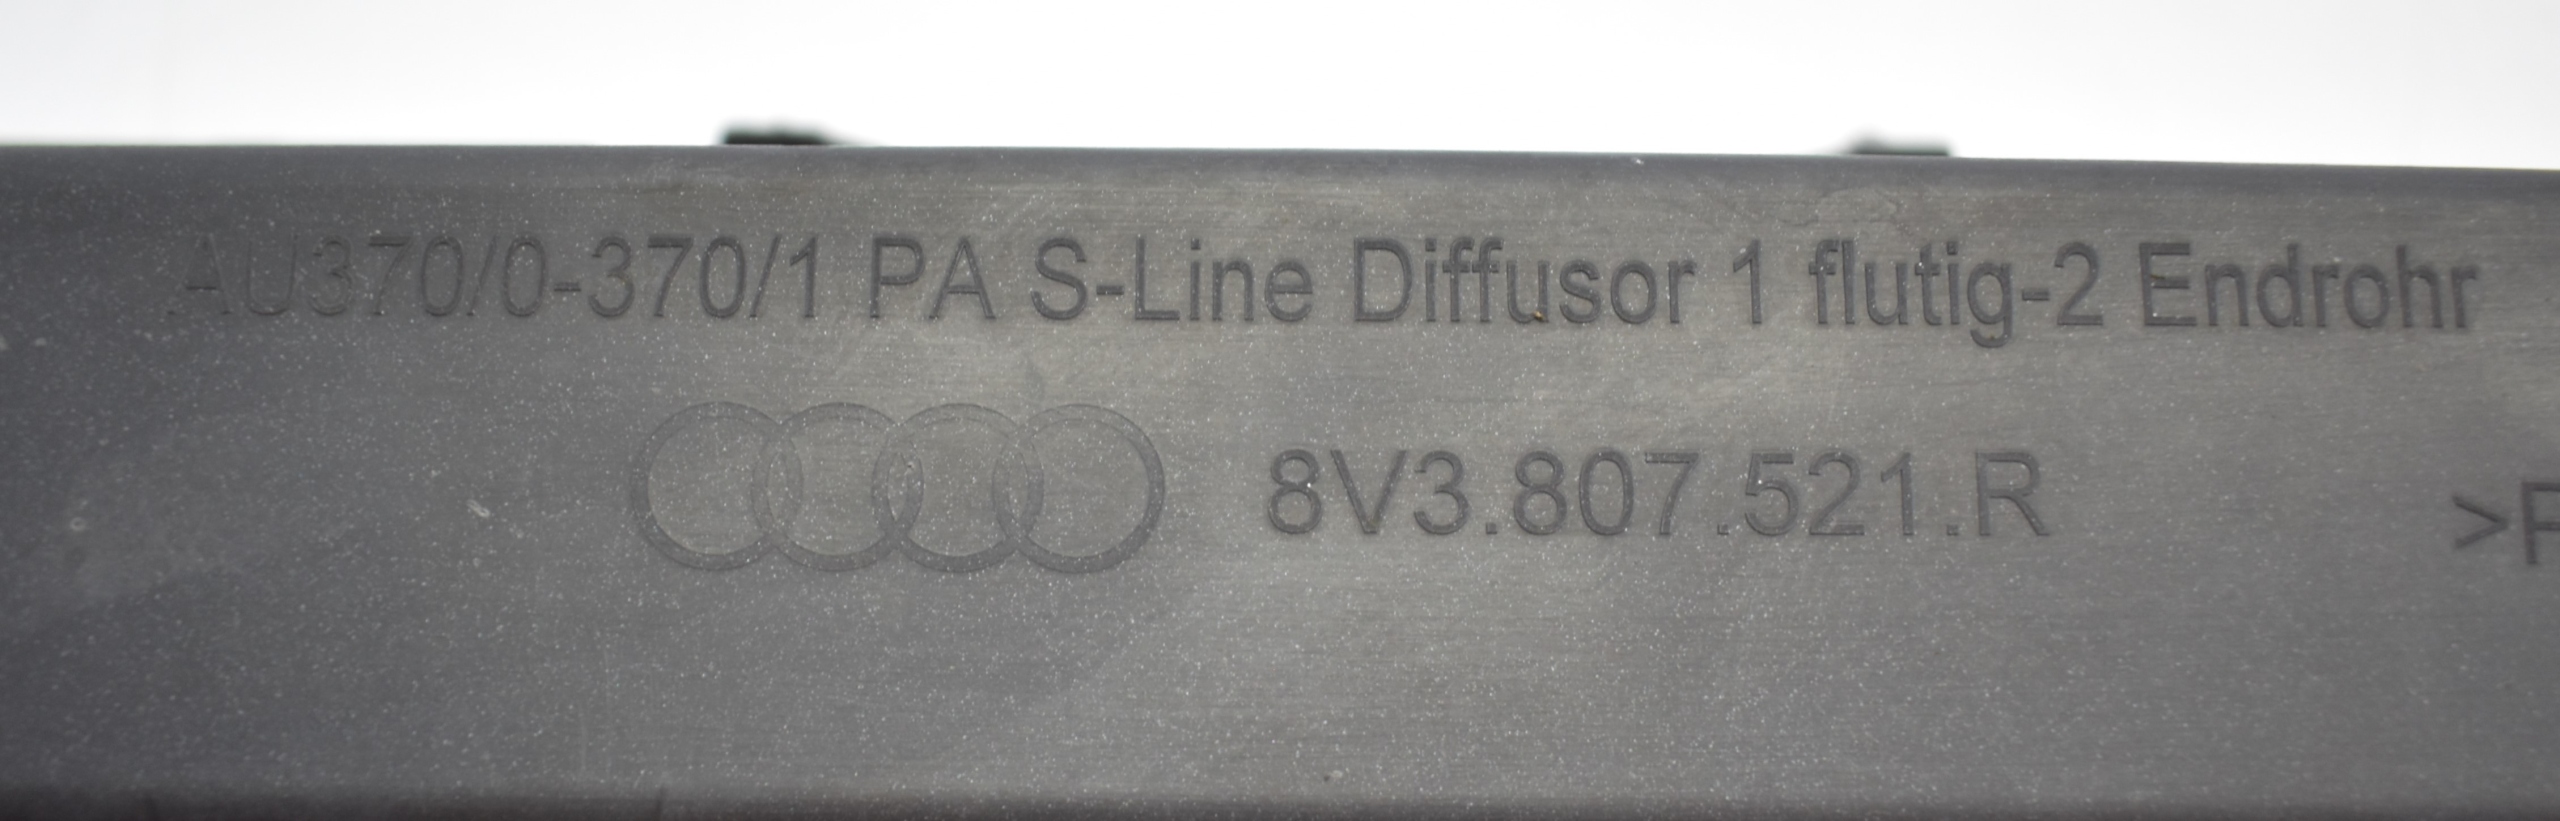 AU370/0-370/1 PA S-Line Diffusor 1 flutig-2 Endrohr
8V3.807.521.R
>P